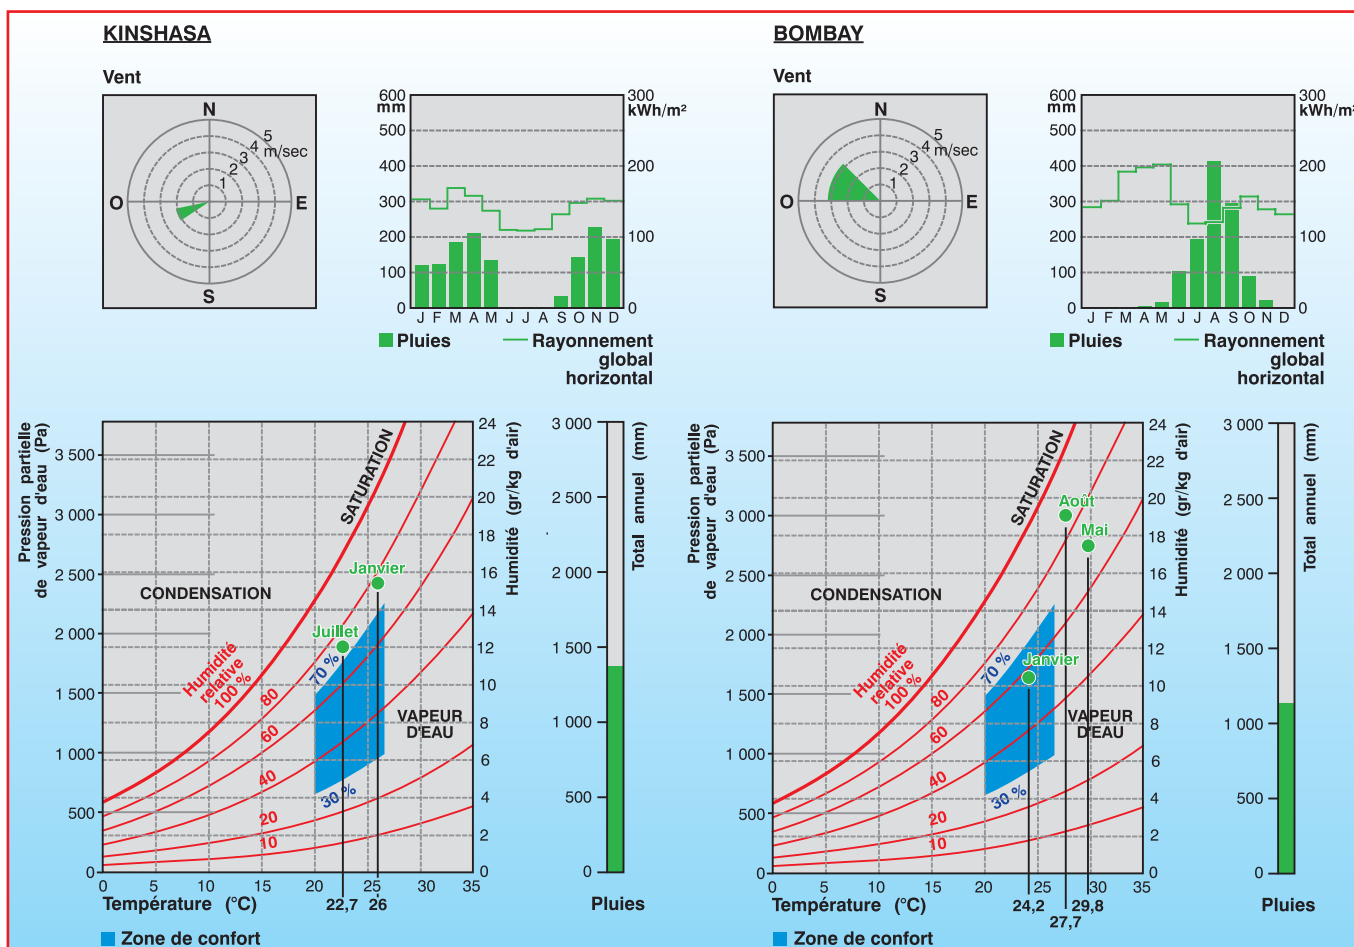 KINSHASA
Vent
N
O
E
S
1
2
3
4
5
m/sec
600
mm
500
400
300
200
100
0
300
kWh/m²
200
100
0
J F M A M J J A S O N D
Pluies
Rayonnement
global
horizontal
Pression partielle
de vapeur d'eau (Pa)
3 500
3 000
2 500
2 000
1 500
1 000
500
0
SATURATION
CONDENSATION
Janvier
Juillet
Humidité
relative
100 %
80
60
40
20
10
70 %
30 %
VAPEUR
D'EAU
24
22
20
18
16
14
12
10
8
6
4
2
0
Humidité (gr/kg d'air)
0 5 10 15 20 25 30 35
Température (°C)
22,7
26
Zone de confort
3 000
2 500
2 000
1 500
1 000
500
0
Total annuel (mm)
Pluies
BOMBAY
Vent
N
O
E
S
1
2
3
4
5
m/sec
600
mm
500
400
300
200
100
0
300
kWh/m²
200
100
0
J F M A M J J A S O N D
Pluies
Rayonnement
global
horizontal
Pression partielle
de vapeur d'eau (Pa)
3 500
3 000
2 500
2 000
1 500
1 000
500
0
SATURATION
CONDENSATION
Août
Mai
Janvier
Humidité
relative
100 %
80
60
40
20
10
70 %
30 %
VAPEUR
D'EAU
24
22
20
18
16
14
12
10
8
6
4
2
0
Humidité (gr/kg d'air)
0 5 10 15 20 25 30 35
Température (°C)
24,2
29,8
27,7
Zone de confort
3 000
2 500
2 000
1 500
1 000
500
0
Total annuel (mm)
Pluies